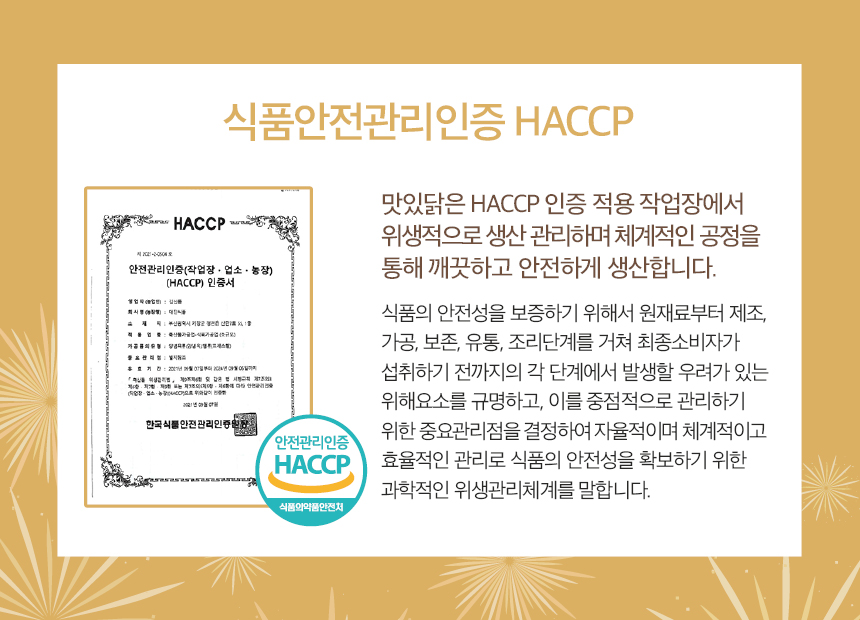 식품안전관리인증 HACCP
HACCP
안전관리인증(작업장·업소·농장)
(HACCP) 인증서
한국식품안전관리인증원장
안전관리인증
HACCP
식품의약품안전처
맛있닭은 HACCP 인증 적용 작업장에서
위생적으로 생산 관리하며 체계적인 공정을
통해 깨끗하고 안전하게 생산합니다.
식품의 안전성을 보증하기 위해서 원재료부터 제조,
가공, 보존, 유통, 조리단계를 거쳐 최종소비자가
섭취하기 전까지의 각 단계에서 발생할 우려가 있는
위해요소를 규명하고, 이를 중점적으로 관리하기
위한 중요관리점을 결정하여 자율적이며 체계적이고
효율적인 관리로 식품의 안전성을 확보하기 위한
과학적인 위생관리체계를 말합니다.